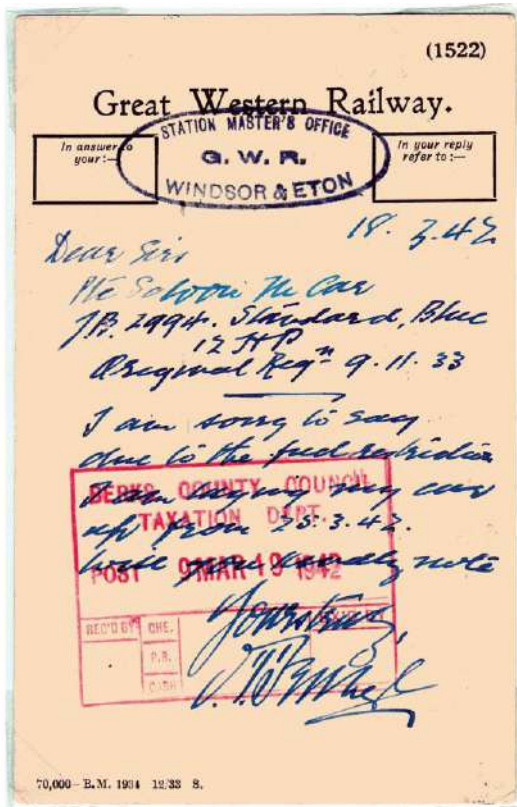 (1522)
Great Western Railway.
In answer to
your:—
STATION MASTER'S OFFICE
G. W. R.
WINDSOR & ETON
In your reply
refer to:—
18. 3. 42
Dear Sirs
Saloon M Car
J.B. 2994. Standard, Blue
12 HP
Original Regn 9. 11. 33
I am sorry to say
due to the fuel restriction
I am laying my car
up from 25. 3. 42.
Will you kindly note
Yours truly,
BERKS COUNTY COUNCIL
TAXATION DEPT.
POST 9 MAR 19 1942
REC'D BY
CHE.
P.R.
CASH
70,000—B.M. 1934 12/33 S.